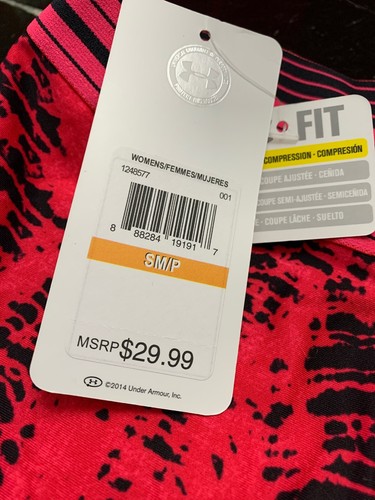 WOMENS/FEMMES/MUJERES
1248577
001
8 88284 19191 7
SM/P
MSRP $29.99
©2014 Under Armour, Inc.
FIT
COMPRESSION · COMPRESIÓN
COUPE AJUSTÉE · CEÑIDA
COUPE SEMI-AJUSTÉE · SEMICEÑIDA
COUPE LÂCHE · SUELTO